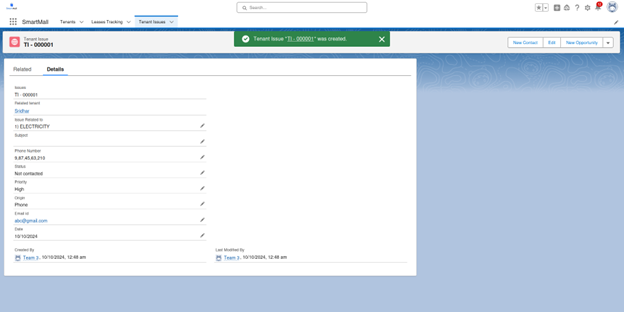 Search...
SmartMall
Tenants
Leases Tracking
Tenant Issues
Tenant Issue
TI - 000001
Tenant Issue "TI - 000001" was created.
New Contact
Edit
New Opportunity
Related
Details
Issues
TI - 000001
Related tenant
Sridhar
Issue Related to
1) ELECTRICITY
Subject
Phone Number
9,87,45,63,210
Status
Not contacted
Priority
High
Origin
Phone
Email id
abc@gmail.com
Date
10/10/2024
Created By
Team 3, 10/10/2024, 12:48 am
Last Modified By
Team 3, 10/10/2024, 12:48 am